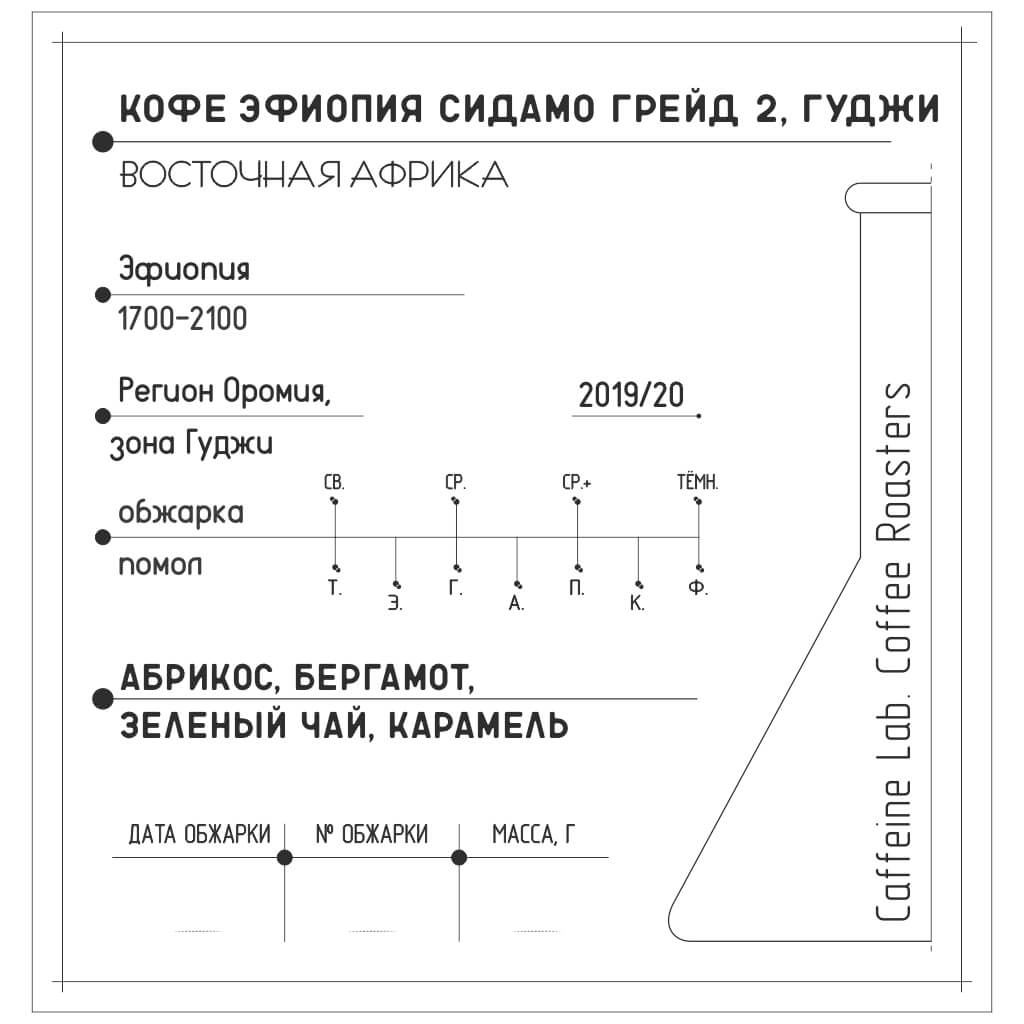 КОФЕ ЭФИОПИЯ СИДАМО ГРЕЙД 2, ГУДЖИ
ВОСТОЧНАЯ АФРИКА
Эфиопия
1700-2100
Регион Оромия,
2019/20
зона Гуджи
СВ. СР. СР.+ ТЁМН.
обжарка
помол
Т. Э. Г. А. П. К. Ф.
АБРИКОС, БЕРГАМОТ,
ЗЕЛЕНЫЙ ЧАЙ, КАРАМЕЛЬ
ДАТА ОБЖАРКИ № ОБЖАРКИ МАССА, Г
Caffeine Lab. Coffee Roasters